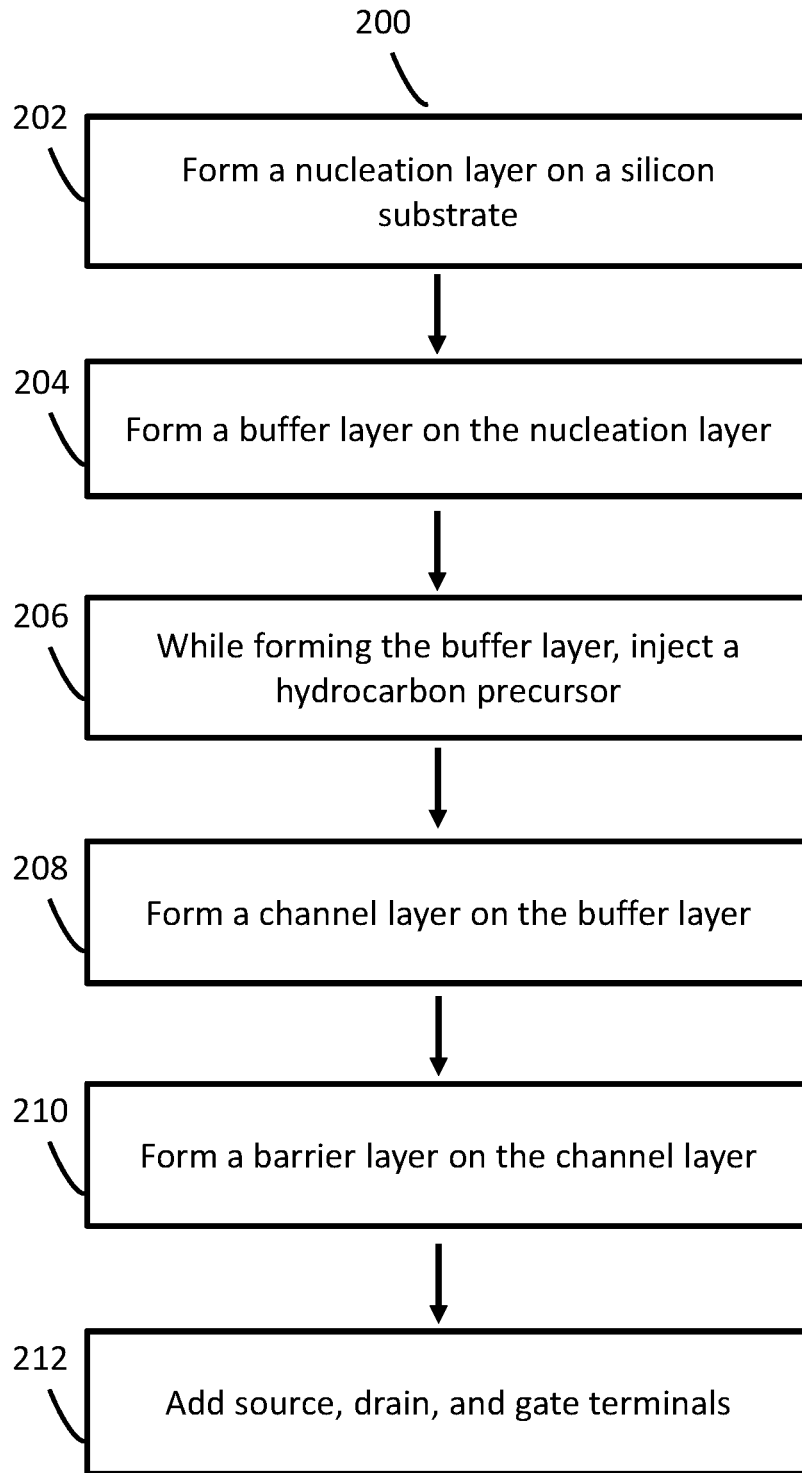 200
202
Form a nucleation layer on a silicon
substrate
204
Form a buffer layer on the nucleation layer
206
While forming the buffer layer, inject a
hydrocarbon precursor
208
Form a channel layer on the buffer layer
210
Form a barrier layer on the channel layer
212
Add source, drain, and gate terminals